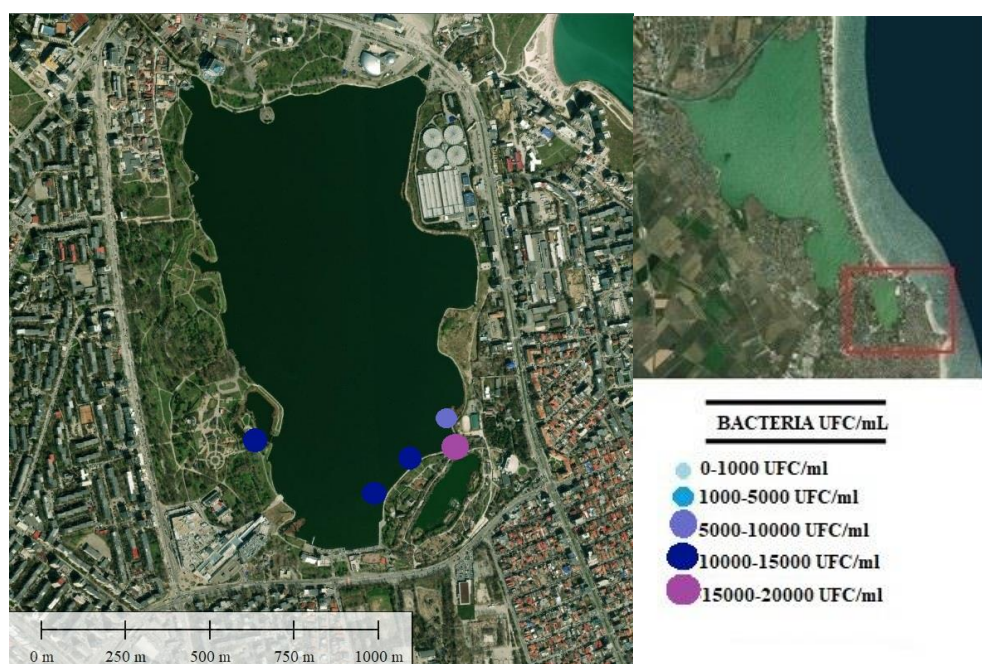 BACTERIA UFC/mL
0-1000 UFC/ml
1000-5000 UFC/ml
5000-10000 UFC/ml
10000-15000 UFC/ml
15000-20000 UFC/ml
0 m 250 m 500 m 750 m 1000 m